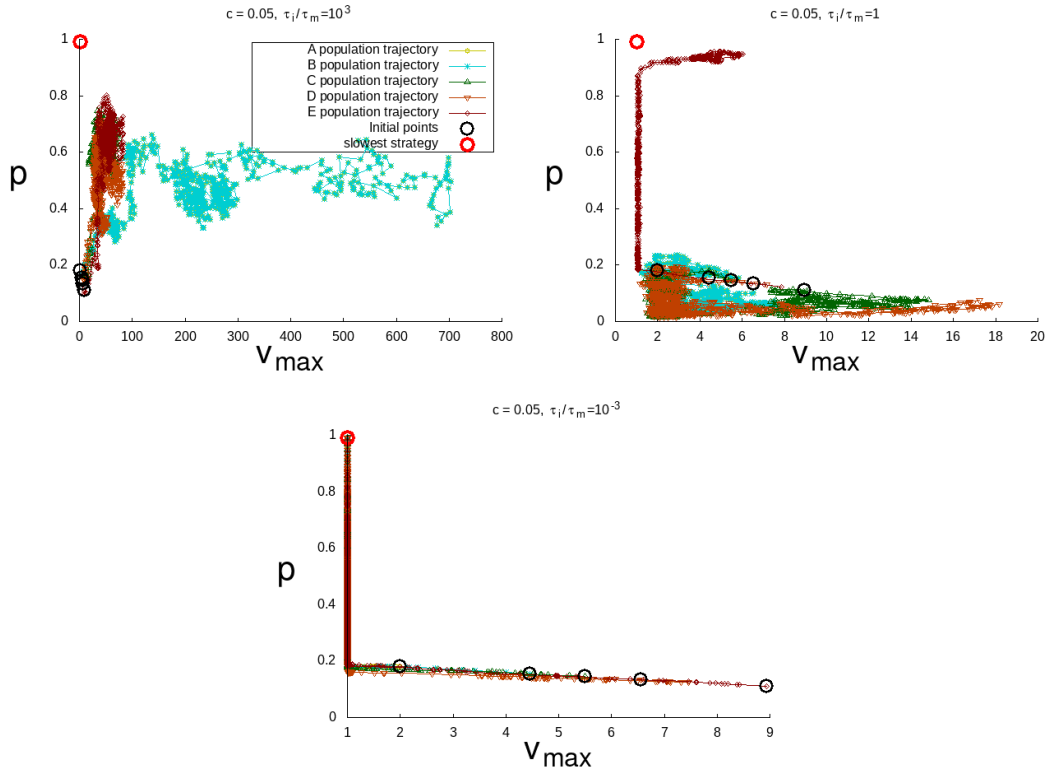 c = 0.05, τi/τm=10³
1
0.8
0.6
0.4
0.2
0
p
A population trajectory
B population trajectory
C population trajectory
D population trajectory
E population trajectory
Initial points
slowest strategy
0 100 200 300 400 500 600 700 800
vmax
c = 0.05, τi/τm=1
1
0.8
0.6
0.4
0.2
0
p
0 2 4 6 8 10 12 14 16 18 20
vmax
c = 0.05, τi/τm=10⁻³
1
0.8
0.6
0.4
0.2
0
p
1 2 3 4 5 6 7 8 9
vmax